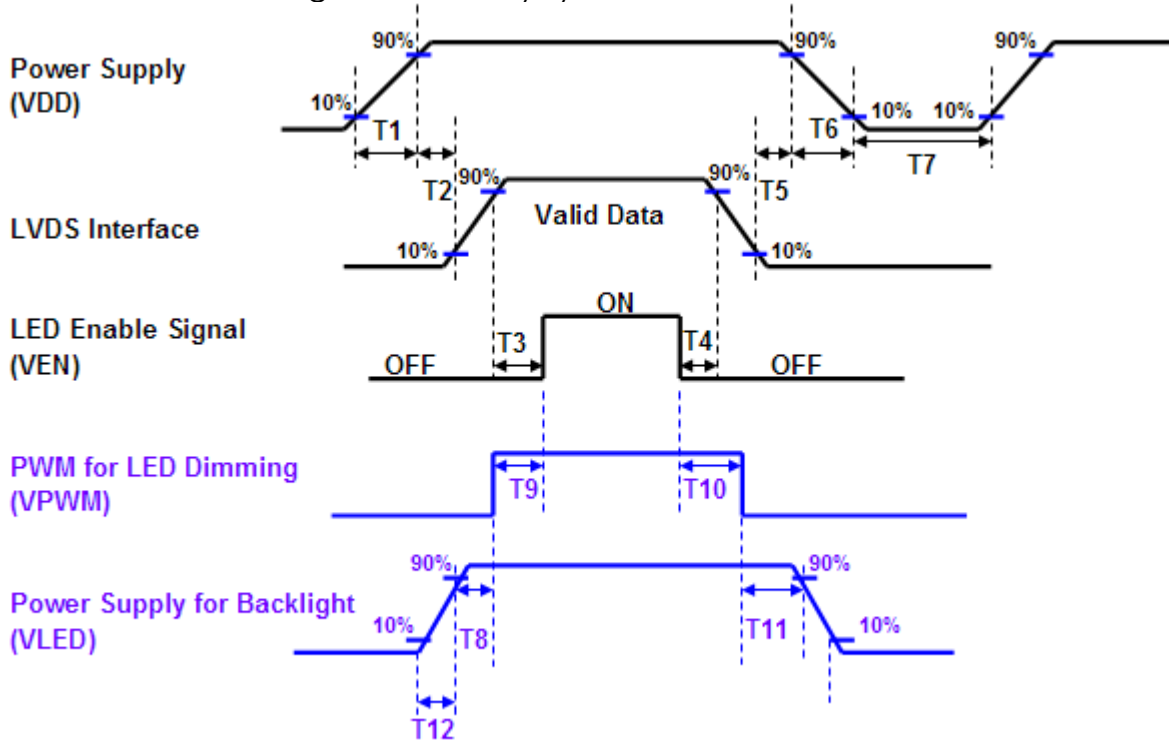 90%
90%
90%
Power Supply
(VDD)
10%
10%
10%
T1
T6
T7
T2
T5
90%
90%
Valid Data
LVDS Interface
10%
10%
ON
LED Enable Signal
(VEN)
T3
T4
OFF
OFF
PWM for LED Dimming
(VPWM)
T9
T10
90%
90%
Power Supply for Backlight
(VLED)
10%
10%
T8
T11
T12